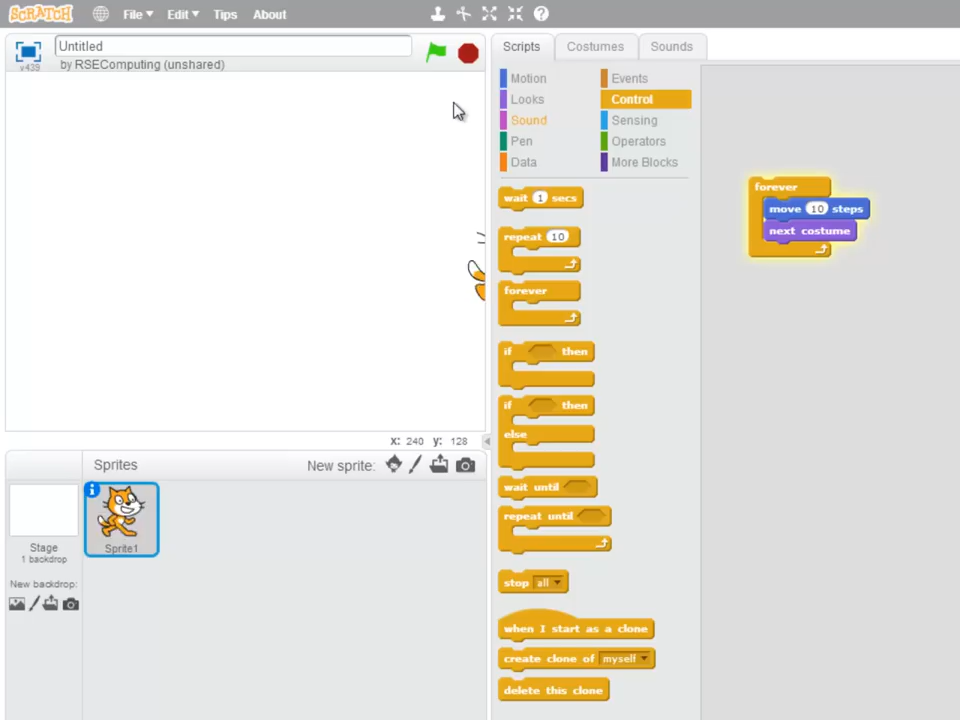 SCRATCH File Edit Tips About
Untitled
by RSEComputing (unshared)
v439
Scripts Costumes Sounds
Motion Events
Looks Control
Sound Sensing
Pen Operators
Data More Blocks
wait 1 secs
repeat 10
forever
if then
if then
else
wait until
repeat until
stop all
when I start as a clone
create clone of myself
delete this clone
forever
move 10 steps
next costume
x: 240 y: 128
Sprites New sprite:
Sprite1
Stage
1 backdrop
New backdrop: